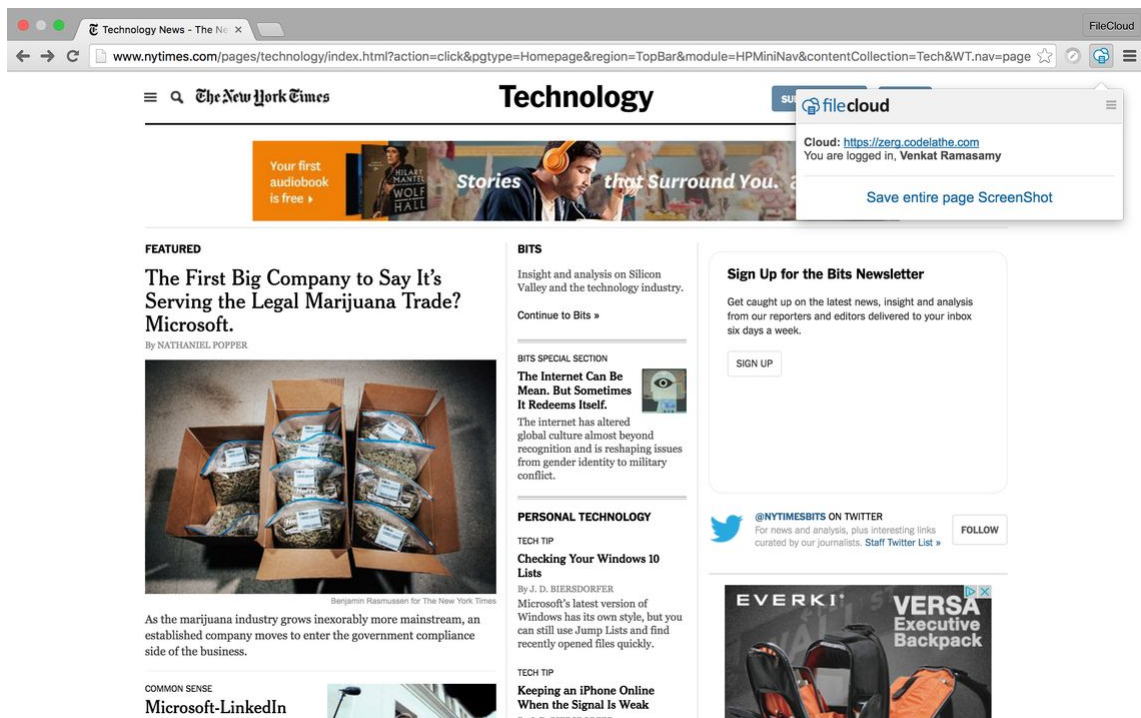 Technology News - The Ne
FileCloud
www.nytimes.com/pages/technology/index.html?action=click&pgtype=Homepage&region=TopBar&module=HPMiniNav&contentCollection=Tech&WT.nav=page
The New York Times
Technology
filecloud
Cloud: https://zerg.codelathe.com
You are logged in, Venkat Ramasamy
Save entire page ScreenShot
Your first
audiobook
is free
HILARY
MANTEL
WOLF
HALL
Stories that Surround You.
FEATURED
The First Big Company to Say It's
Serving the Legal Marijuana Trade?
Microsoft.
By NATHANIEL POPPER
Benjamin Rasmussen for The New York Times
As the marijuana industry grows inexorably more mainstream, an
established company moves to enter the government compliance
side of the business.
COMMON SENSE
Microsoft-LinkedIn
BITS
Insight and analysis on Silicon
Valley and the technology industry.
Continue to Bits »
BITS SPECIAL SECTION
The Internet Can Be
Mean. But Sometimes
It Redeems Itself.
The internet has altered
global culture almost beyond
recognition and is reshaping issues
from gender identity to military
conflict.
PERSONAL TECHNOLOGY
TECH TIP
Checking Your Windows 10
Lists
By J. D. BIERSDORFER
Microsoft's latest version of
Windows has its own style, but you
can still use Jump Lists and find
recently opened files quickly.
TECH TIP
Keeping an iPhone Online
When the Signal Is Weak
Sign Up for the Bits Newsletter
Get caught up on the latest news, insight and analysis
from our reporters and editors delivered to your inbox
six days a week.
SIGN UP
@NYTIMESBITS ON TWITTER
For news and analysis, plus interesting links
curated by our journalists. Staff Twitter List »
FOLLOW
EVERKI
VERSA
Executive
Backpack